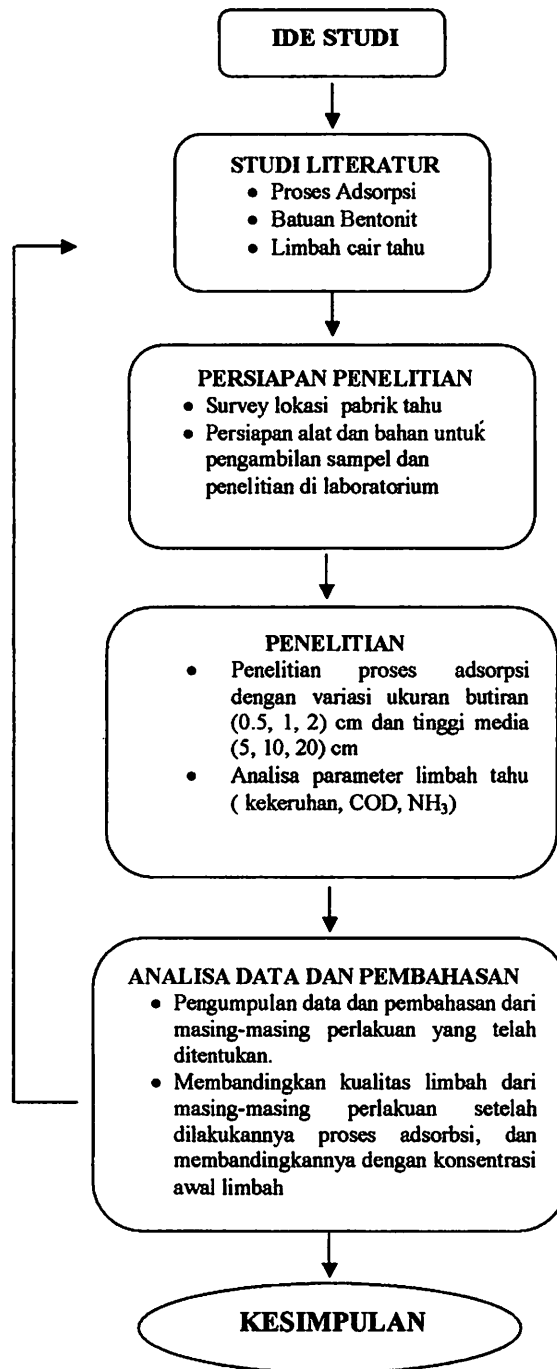 IDE STUDI
STUDI LITERATUR
• Proses Adsorpsi
• Batuan Bentonit
• Limbah cair tahu
PERSIAPAN PENELITIAN
• Survey lokasi pabrik tahu
• Persiapan alat dan bahan untuk
pengambilan sampel dan
penelitian di laboratorium
PENELITIAN
• Penelitian proses adsorpsi
dengan variasi ukuran butiran
(0.5, 1, 2) cm dan tinggi media
(5, 10, 20) cm
• Analisa parameter limbah tahu
( kekeruhan, COD, NH₃)
ANALISA DATA DAN PEMBAHASAN
• Pengumpulan data dan pembahasan dari
masing-masing perlakuan yang telah
ditentukan.
• Membandingkan kualitas limbah dari
masing-masing perlakuan setelah
dilakukannya proses adsorbsi, dan
membandingkannya dengan konsentrasi
awal limbah
KESIMPULAN